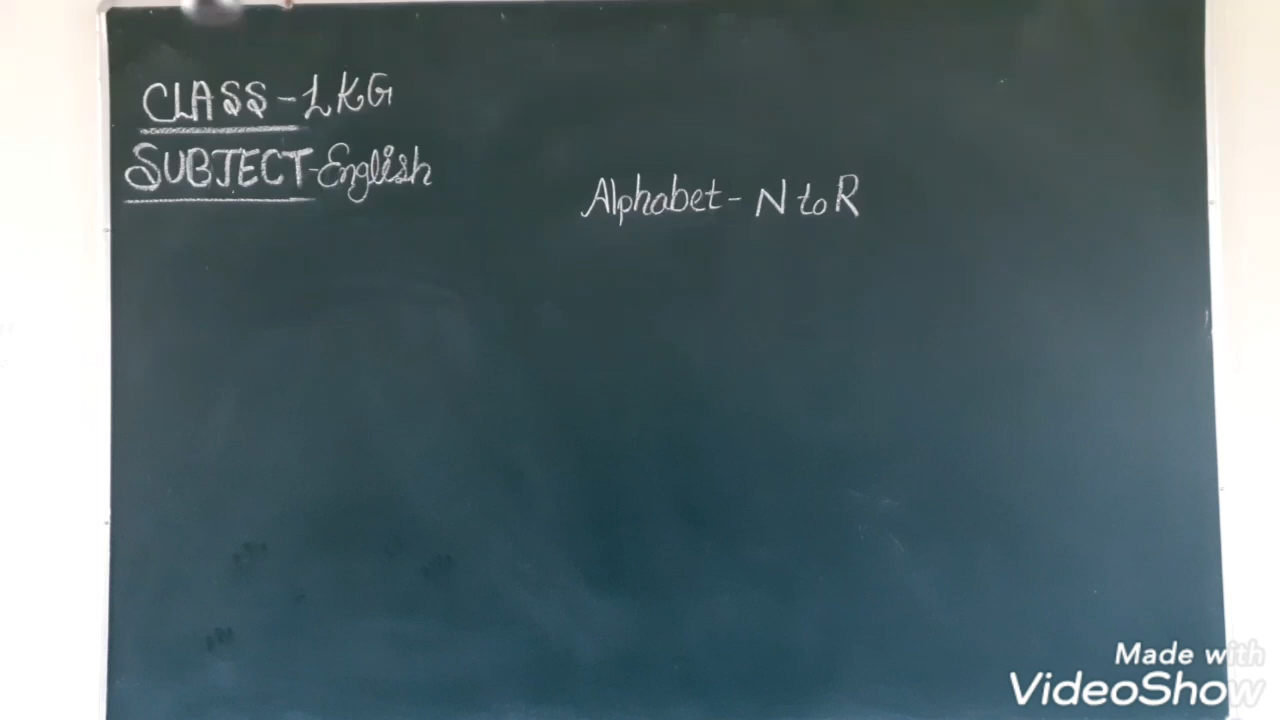 CLASS-LKG
SUBJECT-English
Alphabet- N to R
Made with
VideoShow